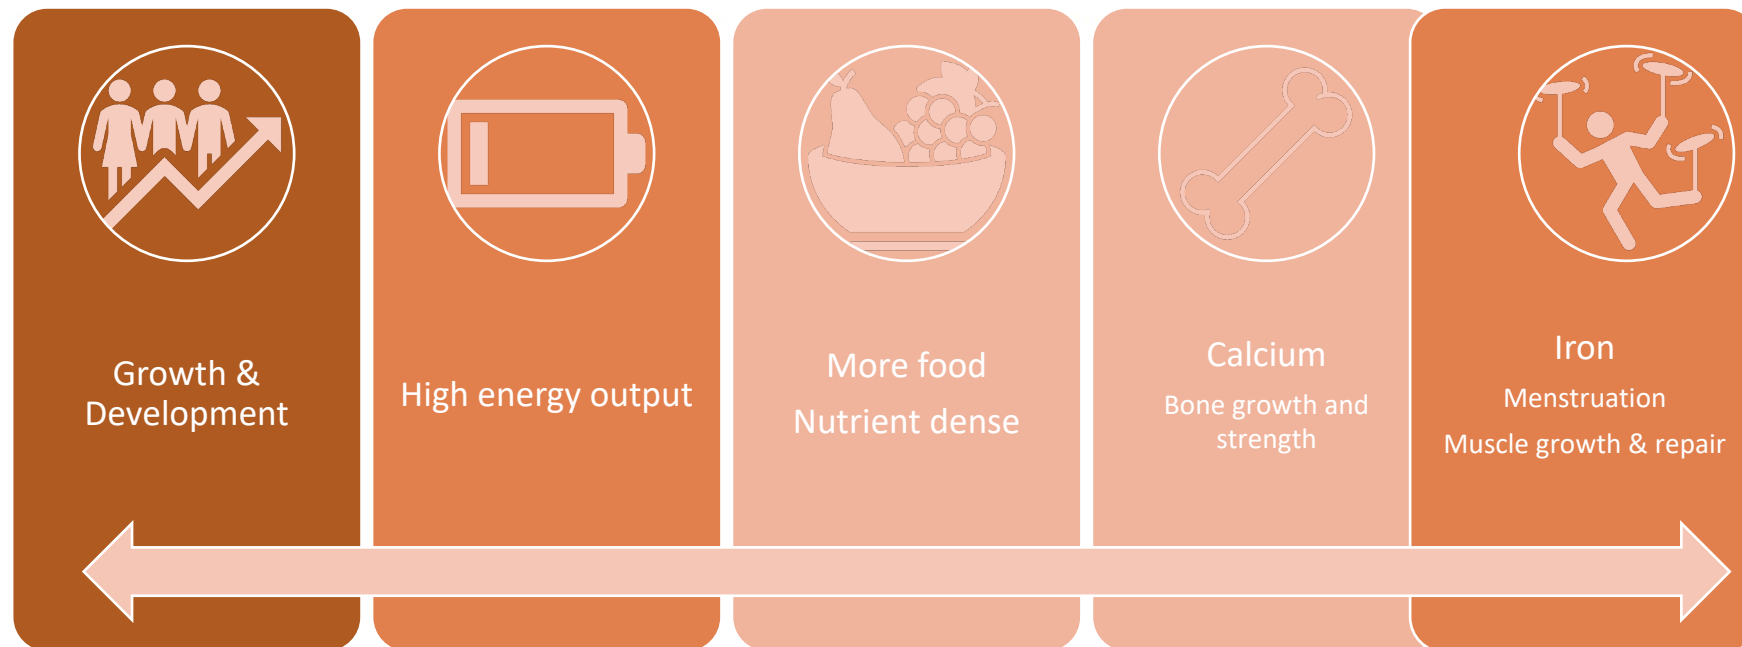 Growth &
Development
High energy output
More food
Nutrient dense
Calcium
Bone growth and
strength
Iron
Menstruation
Muscle growth & repair